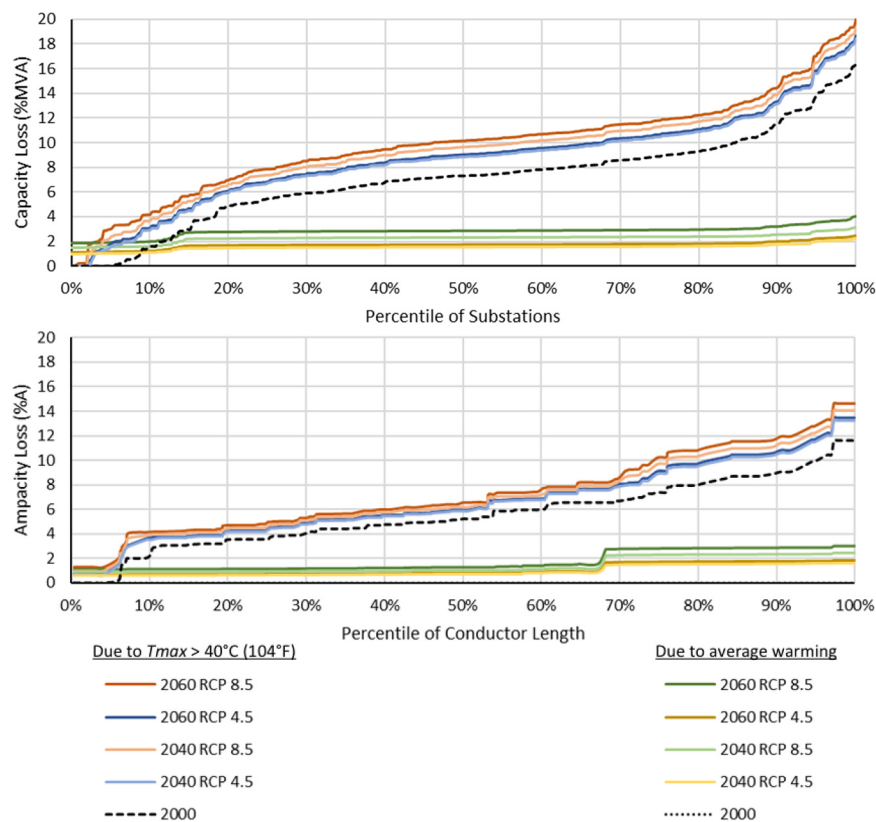 Capacity Loss (%MVA)
20
18
16
14
12
10
8
6
4
2
0
0% 10% 20% 30% 40% 50% 60% 70% 80% 90% 100%
Percentile of Substations
Ampacity Loss (%A)
20
18
16
14
12
10
8
6
4
2
0
0% 10% 20% 30% 40% 50% 60% 70% 80% 90% 100%
Percentile of Conductor Length
Due to Tmax > 40°C (104°F)
2060 RCP 8.5
2060 RCP 4.5
2040 RCP 8.5
2040 RCP 4.5
2000
Due to average warming
2060 RCP 8.5
2060 RCP 4.5
2040 RCP 8.5
2040 RCP 4.5
2000